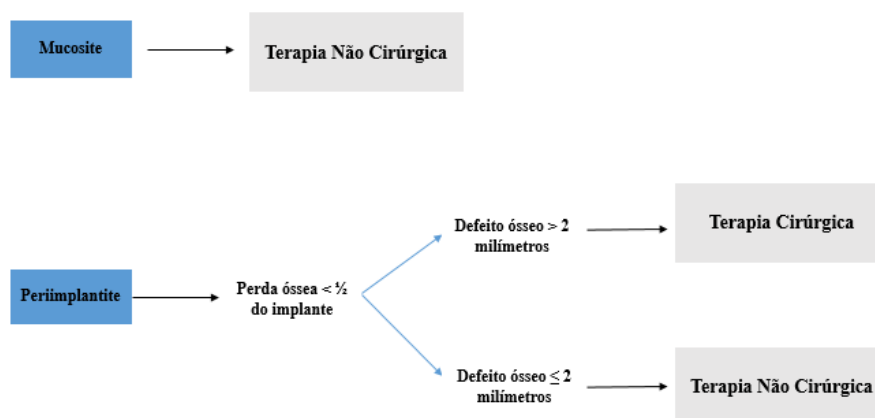 Mucosite
Terapia Não Cirúrgica
Defeito ósseo > 2
milímetros
Terapia Cirúrgica
Periimplantite
Perda óssea < ½
do implante
Defeito ósseo ≤ 2
milímetros
Terapia Não Cirúrgica